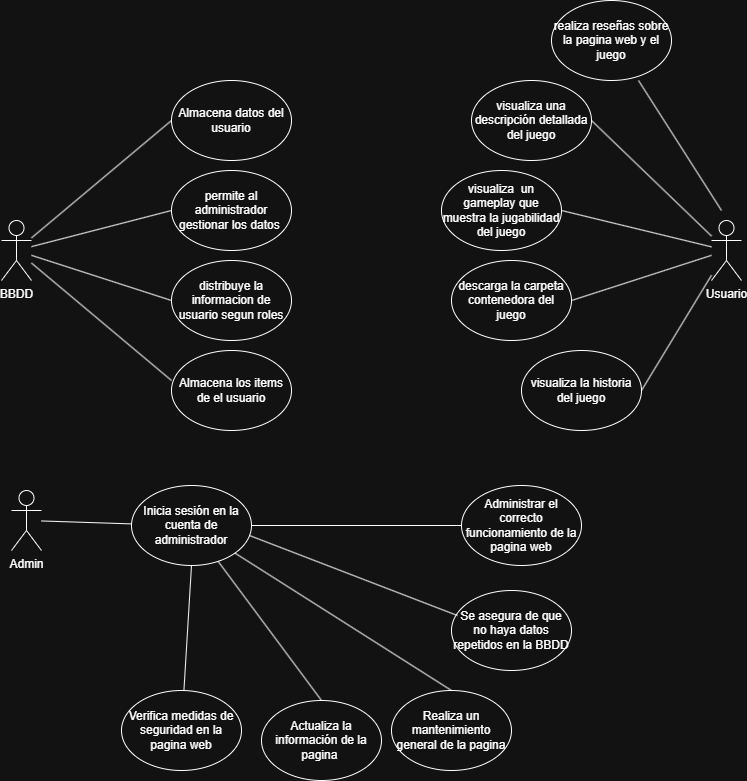 realiza reseñas sobre
la pagina web y el
juego
Almacena datos del
usuario
visualiza una
descripción detallada
del juego
permite al
administrador
gestionar los datos
visualiza un
gameplay que
muestra la jugabilidad
del juego
BBDD
Usuario
distribuye la
informacion de
usuario segun roles
descarga la carpeta
contenedora del
juego
Almacena los items
de el usuario
visualiza la historia
del juego
Admin
Inicia sesión en la
cuenta de
administrador
Administrar el
correcto
funcionamiento de la
pagina web
Se asegura de que
no haya datos
repetidos en la BBDD
Verifica medidas de
seguridad en la
pagina web
Actualiza la
información de la
pagina
Realiza un
mantenimiento
general de la pagina